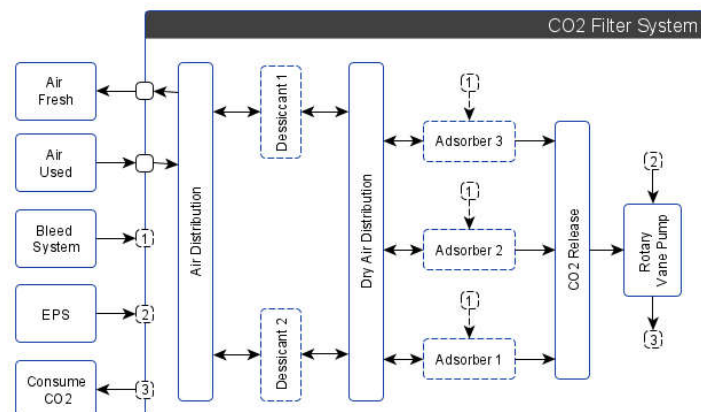 CO2 Filter System
Air
Fresh
Air
Used
Bleed
System
EPS
Consume
CO2
1
2
3
Air Distribution
Dessiccant 1
Dessicant 2
Dry Air Distribution
1
Adsorber 3
1
Adsorber 2
1
Adsorber 1
CO2 Release
2
Rotary
Vane Pump
3